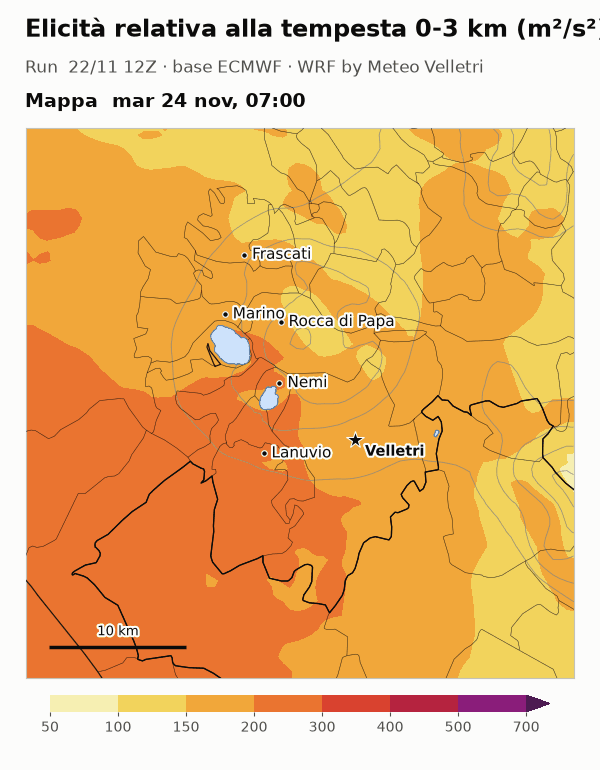 Elicità relativa alla tempesta 0-3 km (m²/s²)
Run 22/11 12Z · base ECMWF · WRF by Meteo Velletri
Mappa mar 24 nov, 07:00
Frascati
Marino
Rocca di Papa
Nemi
Velletri
Lanuvio
10 km
50 100 150 200 300 400 500 700